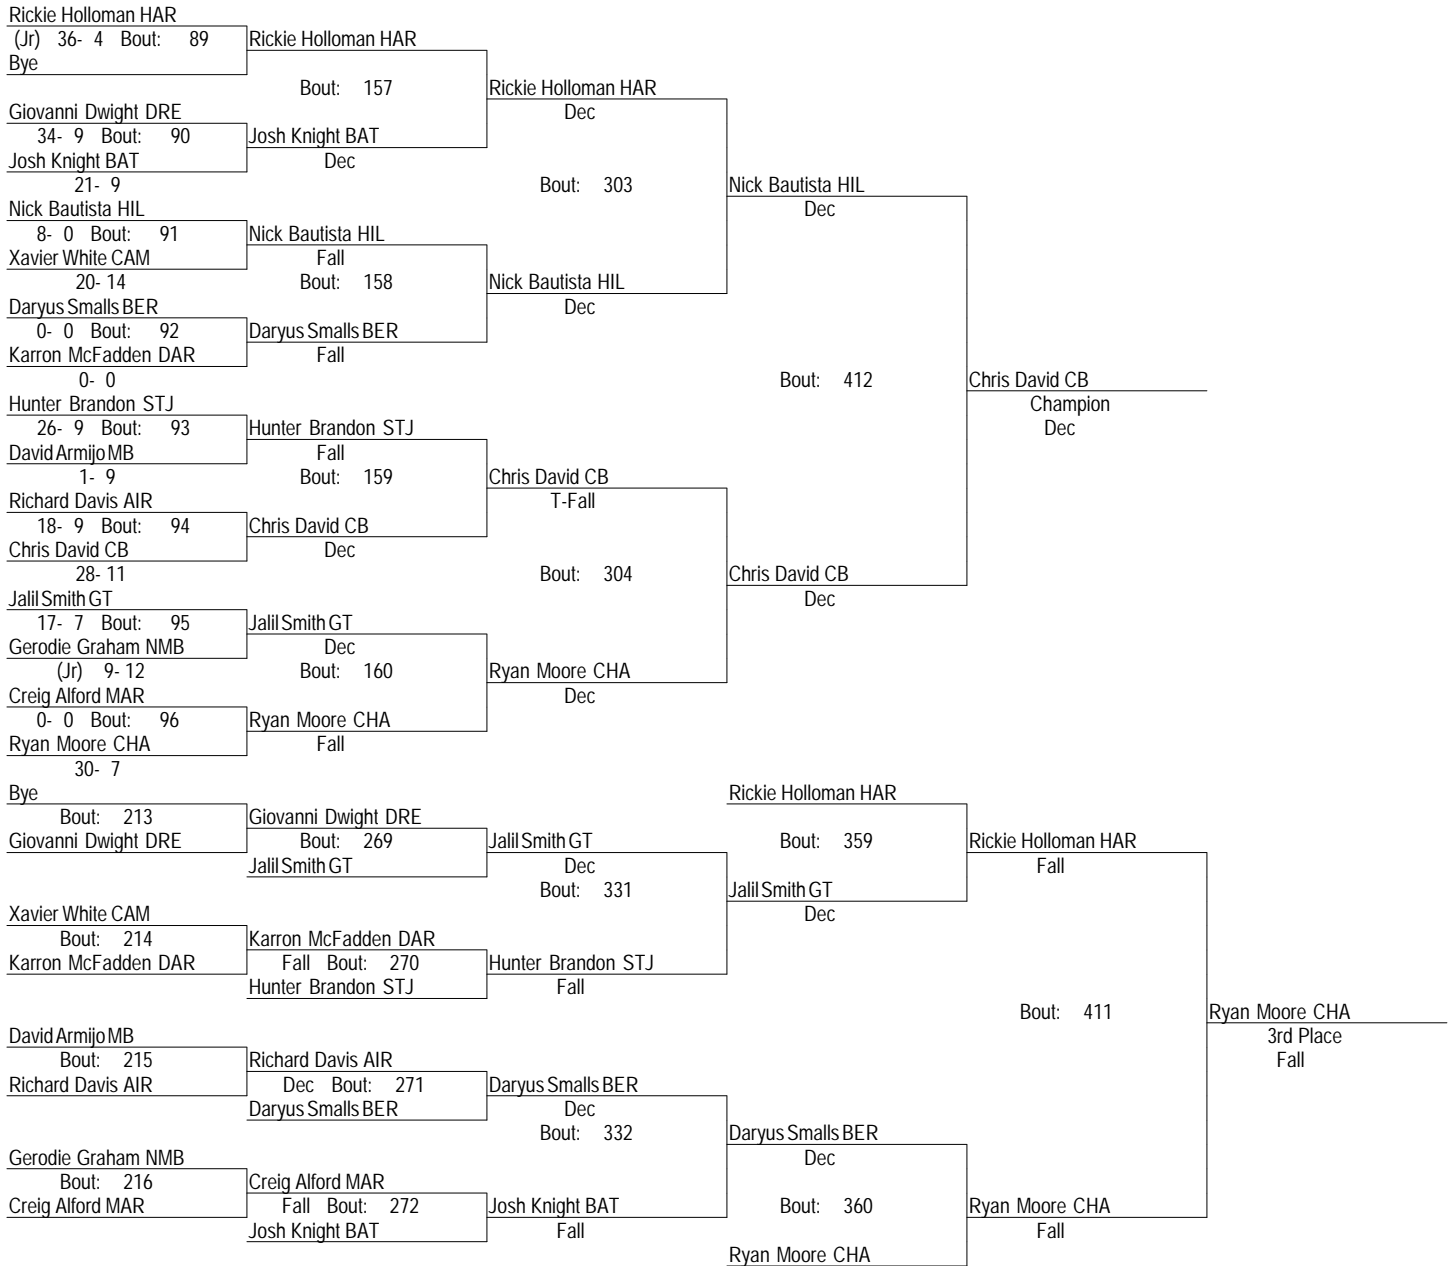 Rickie Holloman HAR
(Jr) 36- 4 Bout: 89 Rickie Holloman HAR
Bye
Bout: 157 Rickie Holloman HAR
Giovanni Dwight DRE Dec
34- 9 Bout: 90 Josh Knight BAT
Josh Knight BAT Dec
21- 9 Bout: 303 Nick Bautista HIL
Nick Bautista HIL Dec
8- 0 Bout: 91 Nick Bautista HIL
Xavier White CAM Fall
20- 14 Bout: 158 Nick Bautista HIL
Daryus Smalls BER Dec
0- 0 Bout: 92 Daryus Smalls BER
Karron McFadden DAR Fall
0- 0 Bout: 412 Chris David CB
Hunter Brandon STJ Champion
26- 9 Bout: 93 Hunter Brandon STJ Dec
David Armijo MB Fall
1- 9 Bout: 159 Chris David CB
Richard Davis AIR T-Fall
18- 9 Bout: 94 Chris David CB
Chris David CB Dec
28- 11 Bout: 304 Chris David CB
Jalil Smith GT Dec
17- 7 Bout: 95 Jalil Smith GT
Gerodie Graham NMB Dec
(Jr) 9- 12 Bout: 160 Ryan Moore CHA
Creig Alford MAR Dec
0- 0 Bout: 96 Ryan Moore CHA
Ryan Moore CHA Fall
30- 7
Bye Rickie Holloman HAR
Bout: 213 Giovanni Dwight DRE
Giovanni Dwight DRE Bout: 269 Jalil Smith GT Bout: 359 Rickie Holloman HAR
Jalil Smith GT Dec Fall
Bout: 331 Jalil Smith GT
Xavier White CAM Dec
Bout: 214 Karron McFadden DAR
Karron McFadden DAR Fall Bout: 270 Hunter Brandon STJ
Hunter Brandon STJ Fall
Bout: 411 Ryan Moore CHA
David Armijo MB 3rd Place
Bout: 215 Richard Davis AIR Fall
Richard Davis AIR Dec Bout: 271 Daryus Smalls BER
Daryus Smalls BER Dec
Bout: 332 Daryus Smalls BER
Gerodie Graham NMB Dec
Bout: 216 Creig Alford MAR
Creig Alford MAR Fall Bout: 272 Josh Knight BAT Bout: 360 Ryan Moore CHA
Josh Knight BAT Fall Fall
Ryan Moore CHA